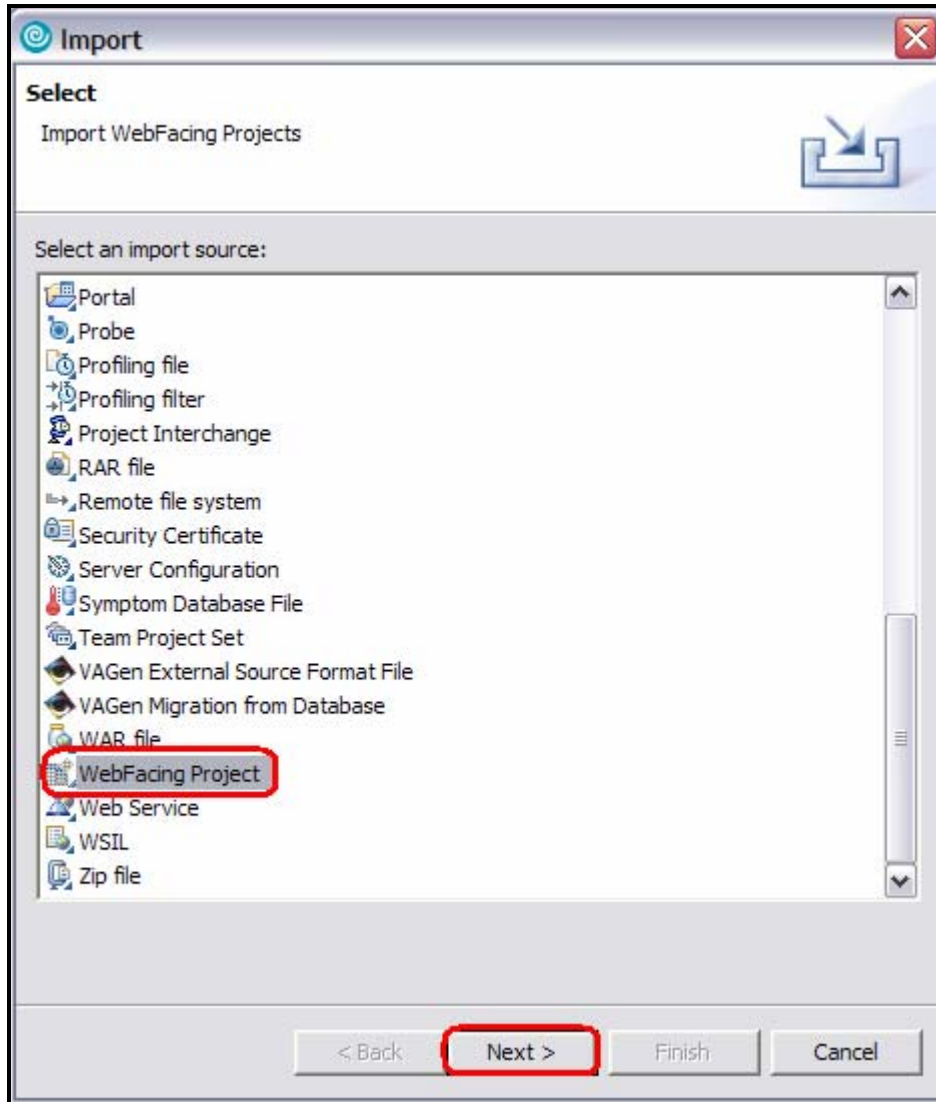 Import
Select
Import WebFacing Projects
Select an import source:
Portal
Probe
Profiling file
Profiling filter
Project Interchange
RAR file
Remote file system
Security Certificate
Server Configuration
Symptom Database File
Team Project Set
VAGen External Source Format File
VAGen Migration from Database
WAR file
WebFacing Project
Web Service
WSIL
Zip file
< Back
Next >
Finish
Cancel